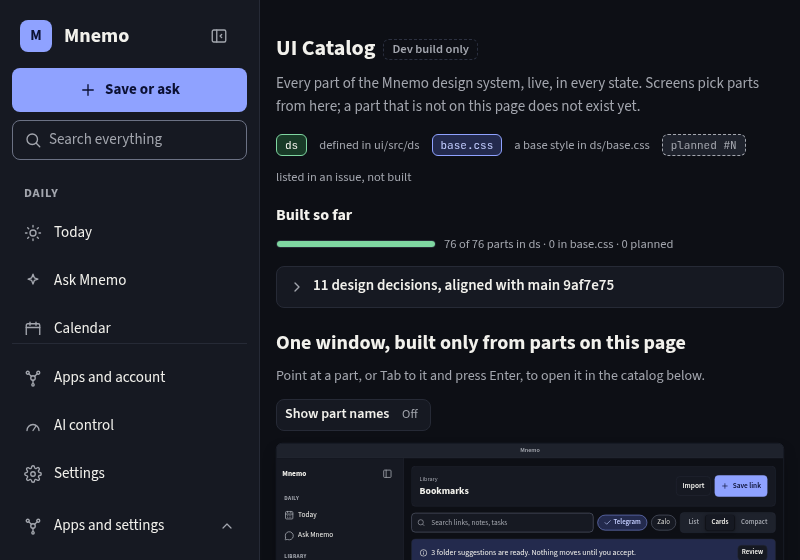 M Mnemo
Save or ask
Search everything
DAILY
Today
Ask Mnemo
Calendar
Apps and account
AI control
Settings
Apps and settings
UI Catalog Dev build only
Every part of the Mnemo design system, live, in every state. Screens pick parts
from here; a part that is not on this page does not exist yet.
ds defined in ui/src/ds base.css a base style in ds/base.css planned #N
listed in an issue, not built
Built so far
76 of 76 parts in ds · 0 in base.css · 0 planned
11 design decisions, aligned with main 9af7e75
One window, built only from parts on this page
Point at a part, or Tab to it and press Enter, to open it in the catalog below.
Show part names Off
Mnemo
Mnemo
DAILY
Today
Ask Mnemo
LIBRARY
Library
Bookmarks
Import Save link
Search links, notes, tasks Telegram Zalo List Cards Compact
3 folder suggestions are ready. Nothing moves until you accept. Review